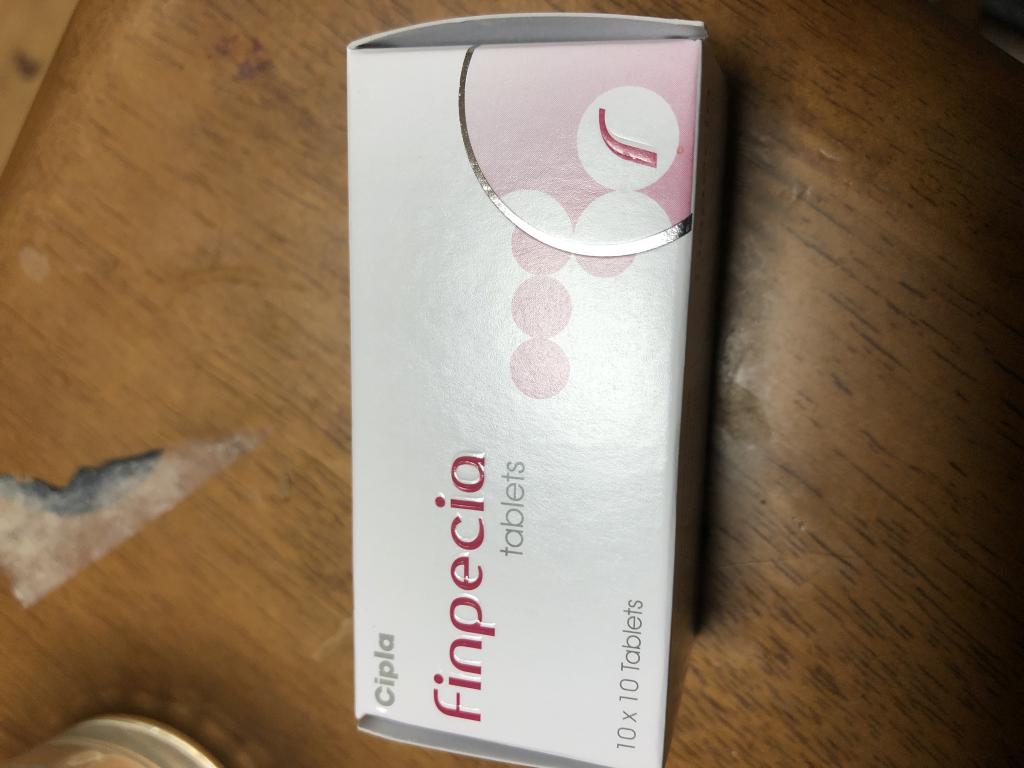 Cipla
finpecia
tablets
10 x 10 Tablets